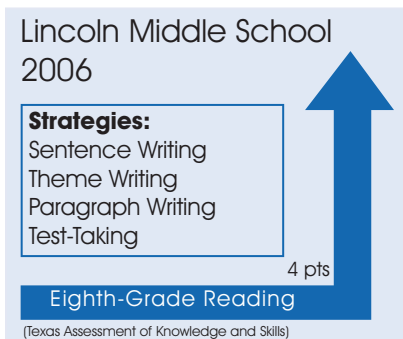 Lincoln Middle School
2006
Strategies:
Sentence Writing
Theme Writing
Paragraph Writing
Test-Taking
4 pts
Eighth-Grade Reading
(Texas Assessment of Knowledge and Skills)